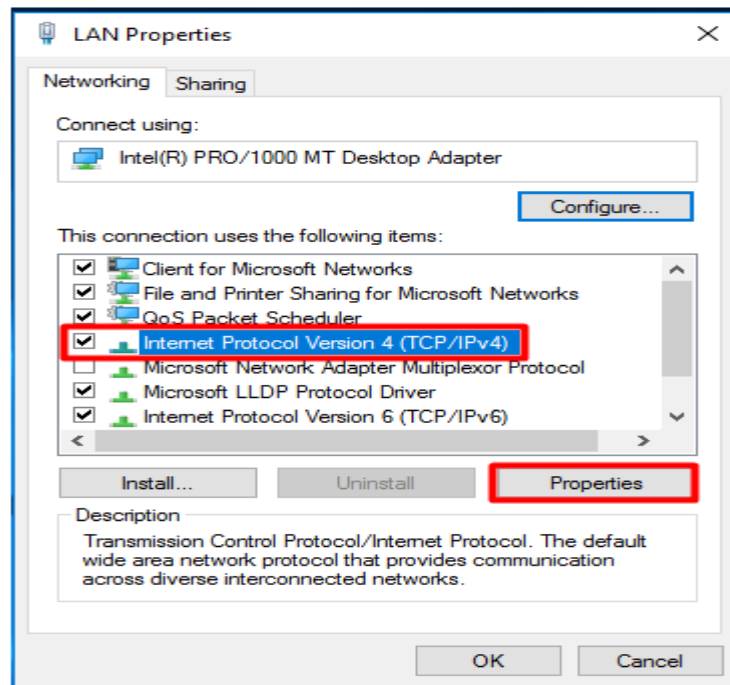 LAN Properties
Networking
Sharing
Connect using:
Intel(R) PRO/1000 MT Desktop Adapter
Configure...
This connection uses the following items:
Client for Microsoft Networks
File and Printer Sharing for Microsoft Networks
QoS Packet Scheduler
Internet Protocol Version 4 (TCP/IPv4)
Microsoft Network Adapter Multiplexor Protocol
Microsoft LLDP Protocol Driver
Internet Protocol Version 6 (TCP/IPv6)
Install...
Uninstall
Properties
Description
Transmission Control Protocol/Internet Protocol. The default
wide area network protocol that provides communication
across diverse interconnected networks.
OK
Cancel